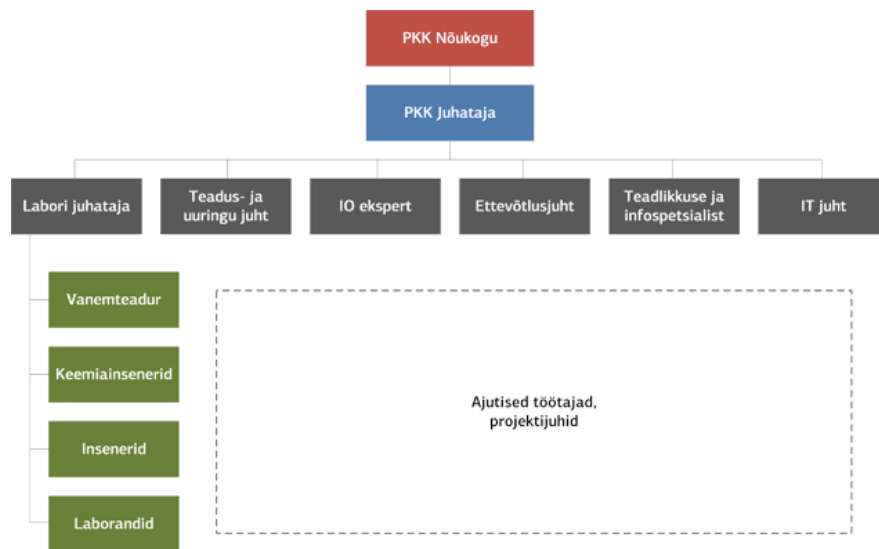 PKK Nõukogu
PKK Juhataja
Labori juhataja
Teadus- ja
uuringu juht
IO ekspert
Ettevõtlusjuht
Teadlikkuse ja
infospetsialist
IT juht
Vanemteadur
Keemiainsenerid
Insenerid
Laborandid
Ajutised töötajad,
projektijuhid